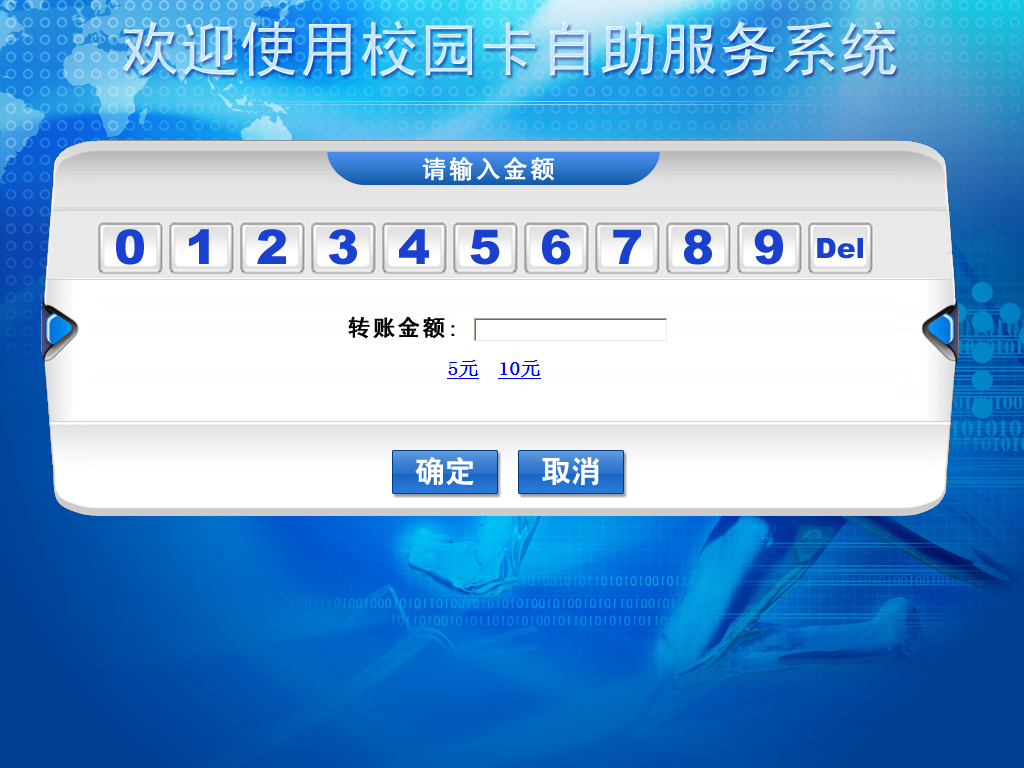 欢迎使用校园卡自助服务系统
请输入金额
0 1 2 3 4 5 6 7 8 9 Del
转账金额：
5元 10元
确定 取消